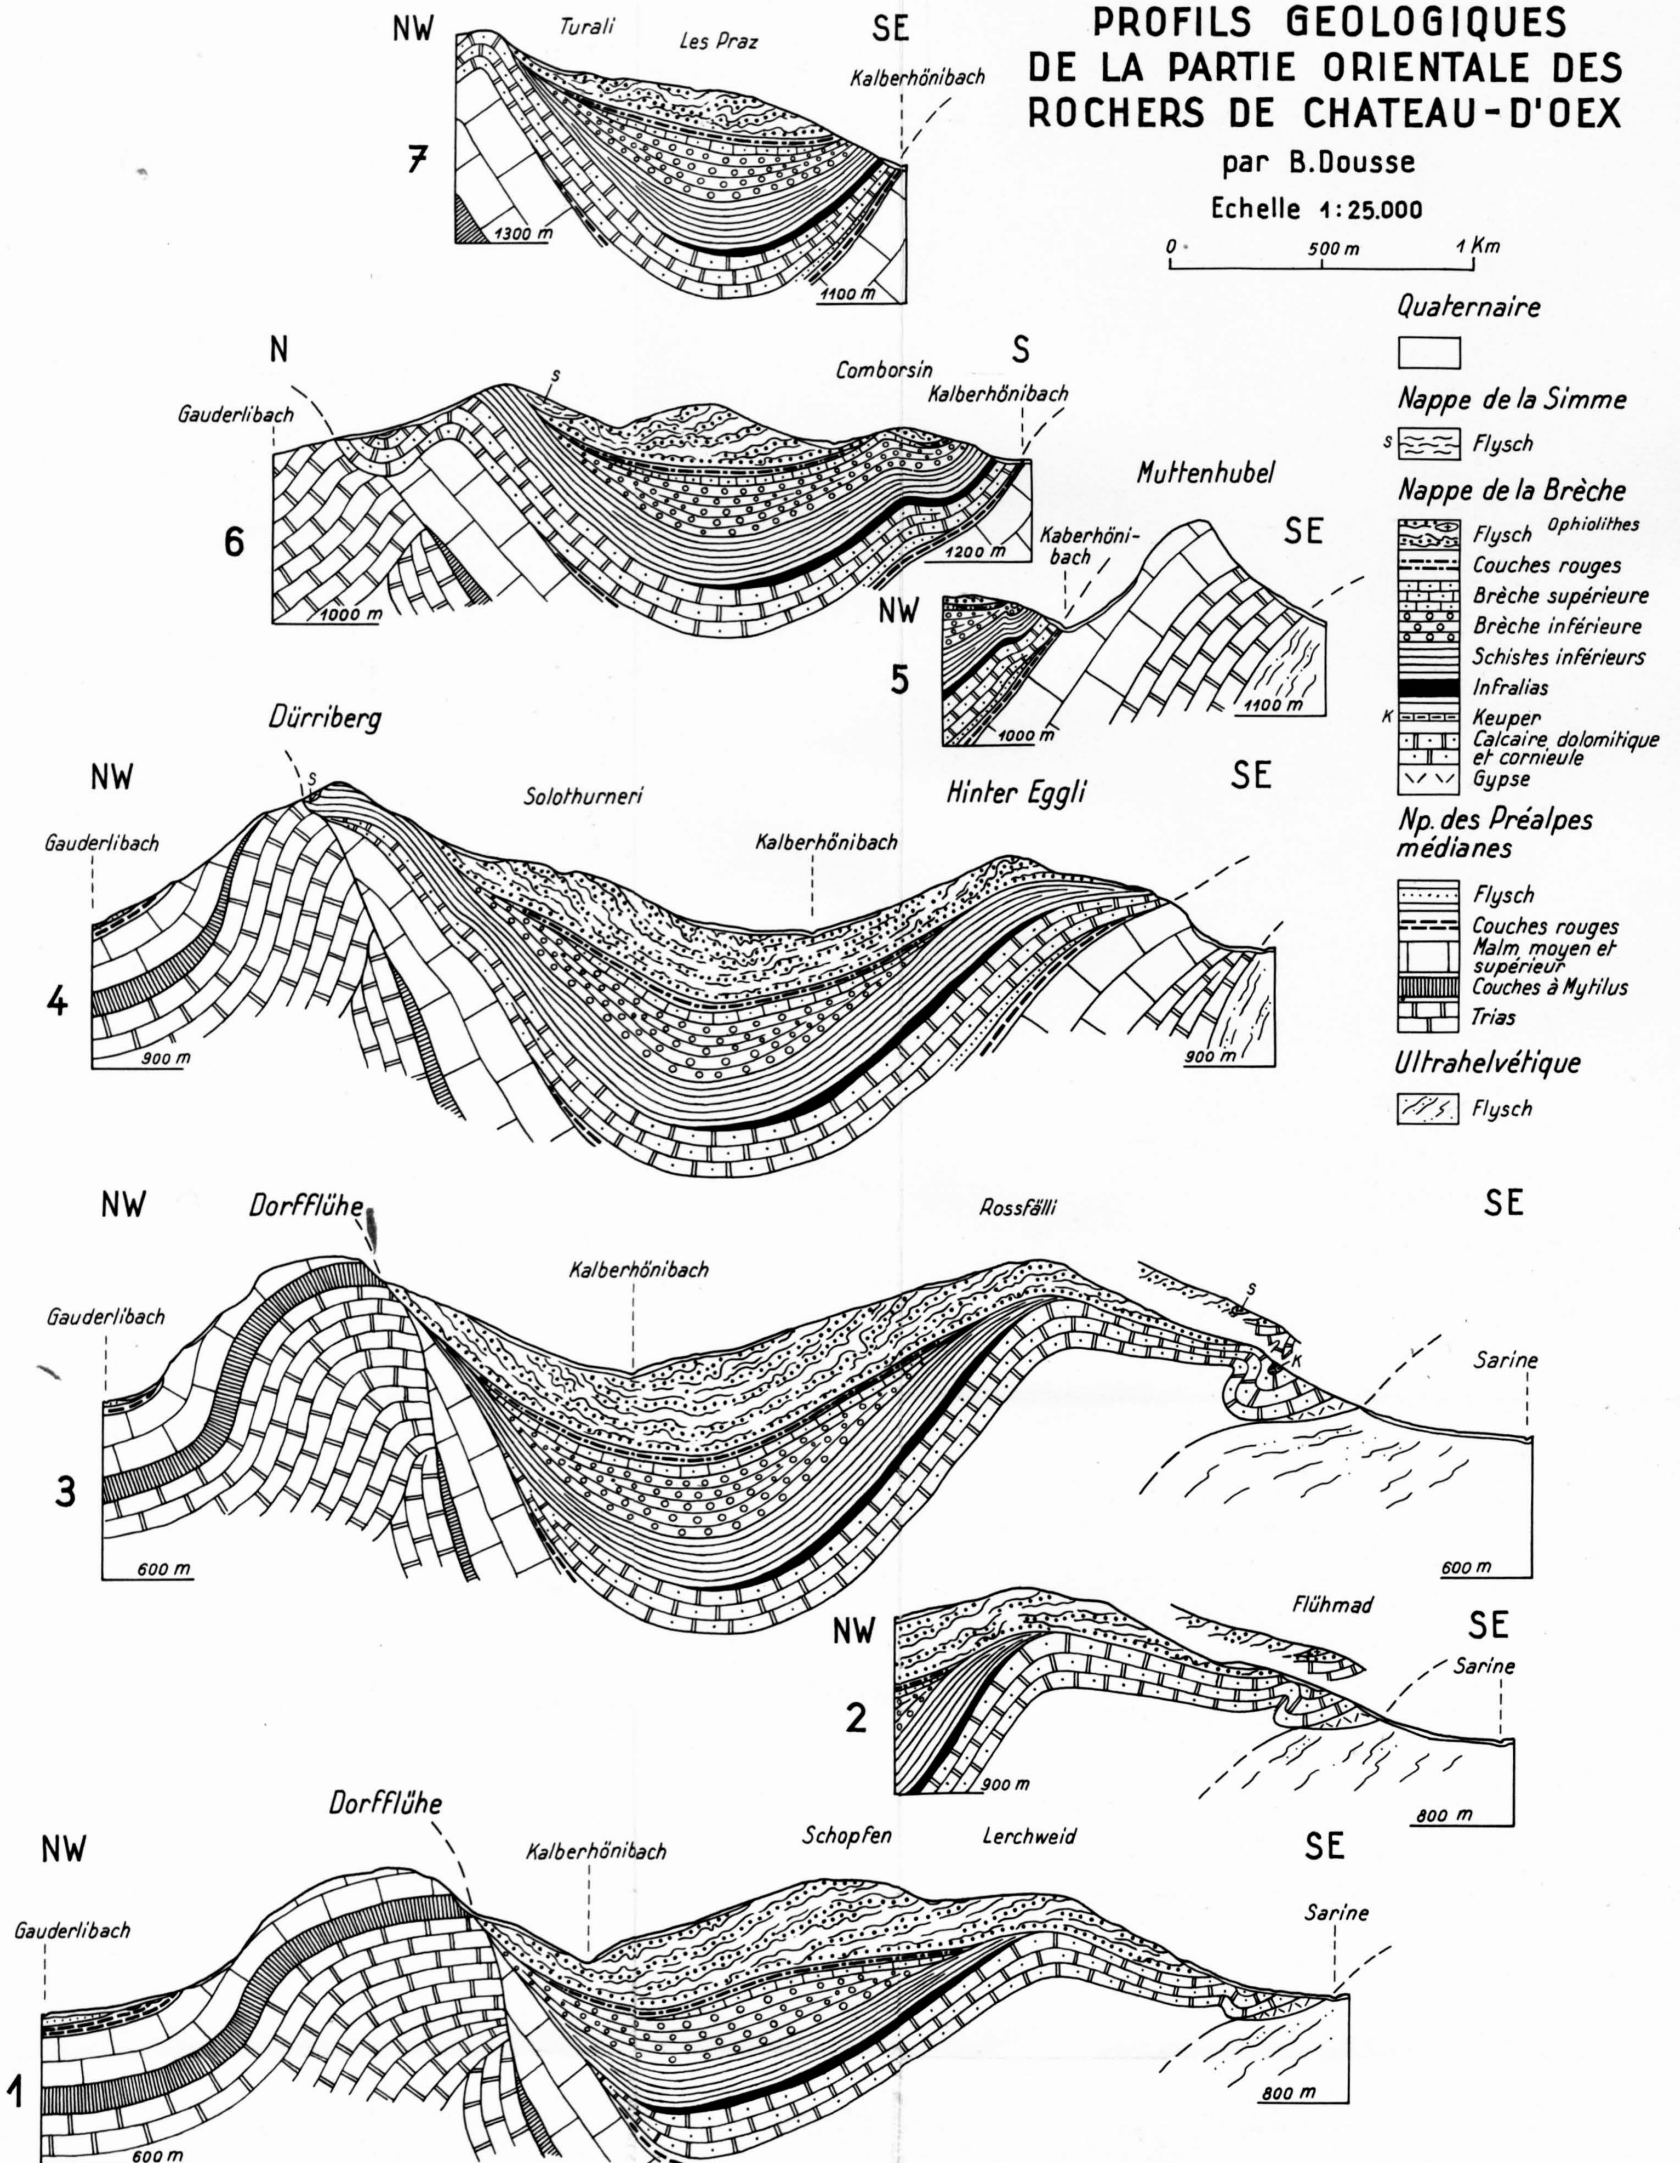 PROFILS GEOLOGIQUES
DE LA PARTIE ORIENTALE DES
ROCHERS DE CHATEAU-D'OEX
par B.Dousse
Echelle 1:25.000
0 500 m 1 Km
NW Turali Les Praz SE
Kalberhönibach
7
1300 m
1100 m
Quaternaire
Nappe de la Simme
s Flysch
Nappe de la Brèche
Flysch Ophiolithes
Couches rouges
Brèche supérieure
Brèche inférieure
Schistes inférieurs
Infralias
K Keuper
Calcaire dolomitique
et cornieule
Gypse
Np. des Préalpes
médianes
Flysch
Couches rouges
Malm moyen et
supérieur
Couches à Mytilus
Trias
Ultrahelvétique
Flysch
N S
s Comborsin
Gauderlibach Kalberhönibach
6
1000 m
1200 m
Muttenhubel
Kaberhöni-
bach
NW SE
5
1000 m
1100 m
Dürriberg
NW SE
s Solothurneri Hinter Eggli
Gauderlibach Kalberhönibach
4
900 m
900 m
NW Dorfflühe Rossfälli SE
Gauderlibach Kalberhönibach s K Sarine
3
600 m
600 m
NW Flühmad SE
Sarine
2
900 m
800 m
Dorfflühe
NW Kalberhönibach Schopfen Lerchweid SE
Gauderlibach Sarine
1
600 m
800 m